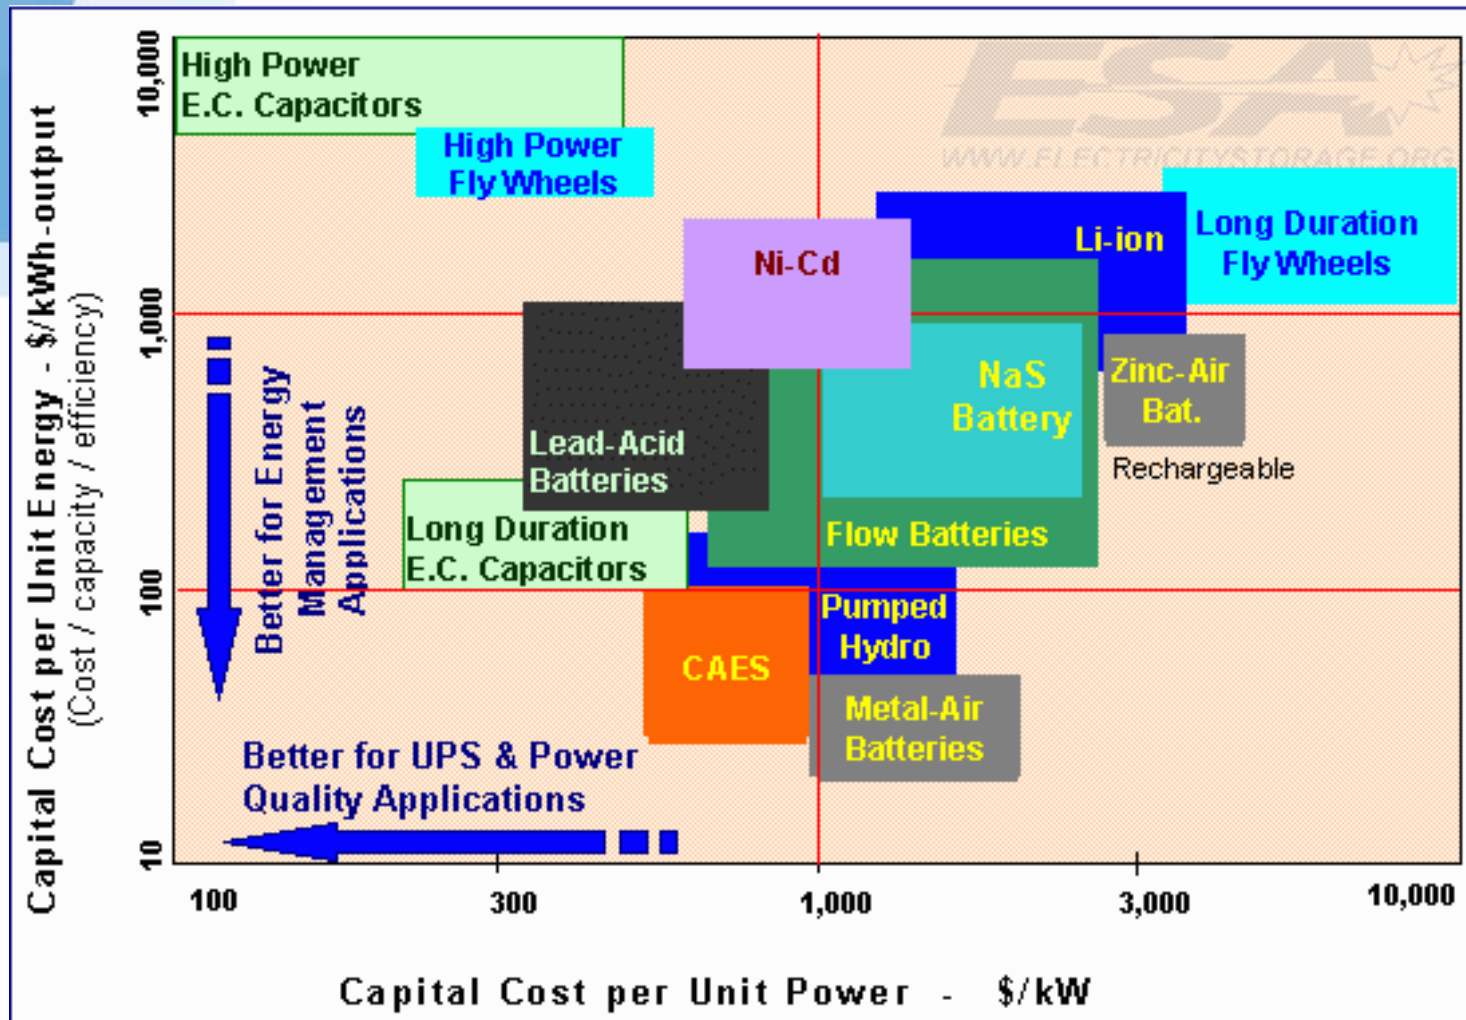 Capital Cost per Unit Energy - $/kWh-output
(Cost / capacity / efficiency)
10,000
1,000
100
10
ESA
WWW.ELECTRICITYSTORAGE.ORG
High Power
E.C. Capacitors
High Power
Fly Wheels
Li-ion
Long Duration
Fly Wheels
Ni-Cd
NaS
Battery
Zinc-Air
Bat.
Rechargeable
Lead-Acid
Batteries
Flow Batteries
Long Duration
E.C. Capacitors
Better for Energy
Management
Applications
Pumped
Hydro
CAES
Metal-Air
Batteries
Better for UPS & Power
Quality Applications
100
300
1,000
3,000
10,000
Capital Cost per Unit Power - $/kW